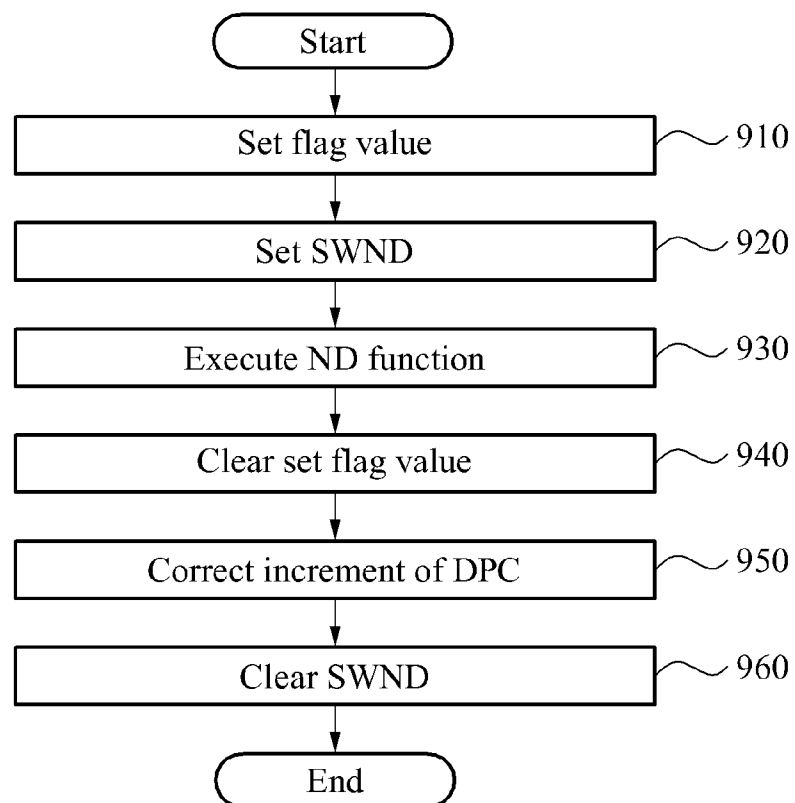 Start
Set flag value
910
Set SWND
920
Execute ND function
930
Clear set flag value
940
Correct increment of DPC
950
Clear SWND
960
End